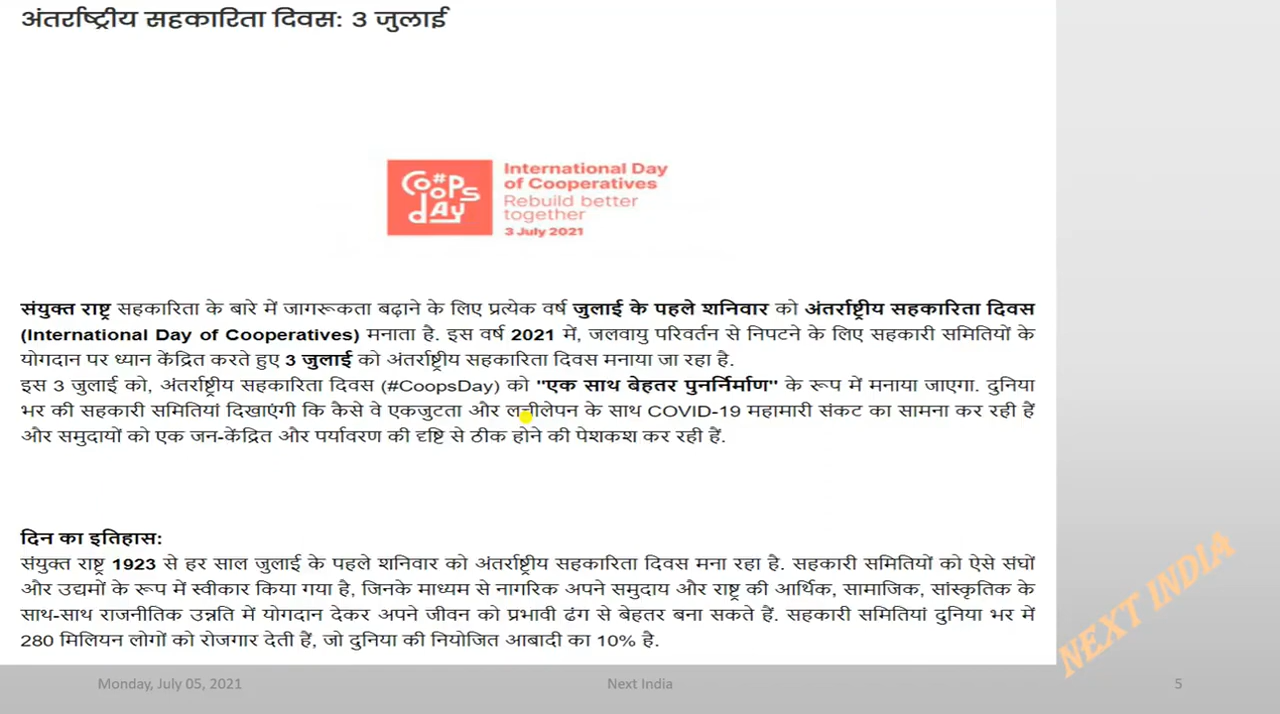 अंतर्राष्ट्रीय सहकारिता दिवस: 3 जुलाई
C#OPS
OOPS
dAY
International Day
of Cooperatives
Rebuild better
together
3 July 2021
संयुक्त राष्ट्र सहकारिता के बारे में जागरूकता बढ़ाने के लिए प्रत्येक वर्ष जुलाई के पहले शनिवार को अंतर्राष्ट्रीय सहकारिता दिवस
(International Day of Cooperatives) मनाता है. इस वर्ष 2021 में, जलवायु परिवर्तन से निपटने के लिए सहकारी समितियों के
योगदान पर ध्यान केंद्रित करते हुए 3 जुलाई को अंतर्राष्ट्रीय सहकारिता दिवस मनाया जा रहा है.
इस 3 जुलाई को, अंतर्राष्ट्रीय सहकारिता दिवस (#CoopsDay) को "एक साथ बेहतर पुनर्निर्माण" के रूप में मनाया जाएगा. दुनिया
भर की सहकारी समितियां दिखाएंगी कि कैसे वे एकजुटता और लचीलेपन के साथ COVID-19 महामारी संकट का सामना कर रही हैं
और समुदायों को एक जन-केंद्रित और पर्यावरण की दृष्टि से ठीक होने की पेशकश कर रही हैं.
दिन का इतिहास:
संयुक्त राष्ट्र 1923 से हर साल जुलाई के पहले शनिवार को अंतर्राष्ट्रीय सहकारिता दिवस मना रहा है. सहकारी समितियों को ऐसे संघों
और उद्यमों के रूप में स्वीकार किया गया है, जिनके माध्यम से नागरिक अपने समुदाय और राष्ट्र की आर्थिक, सामाजिक, सांस्कृतिक के
साथ-साथ राजनीतिक उन्नति में योगदान देकर अपने जीवन को प्रभावी ढंग से बेहतर बना सकते हैं. सहकारी समितियां दुनिया भर में
280 मिलियन लोगों को रोजगार देती हैं, जो दुनिया की नियोजित आबादी का 10% है.
NEXT INDIA
Monday, July 05, 2021
Next India
5